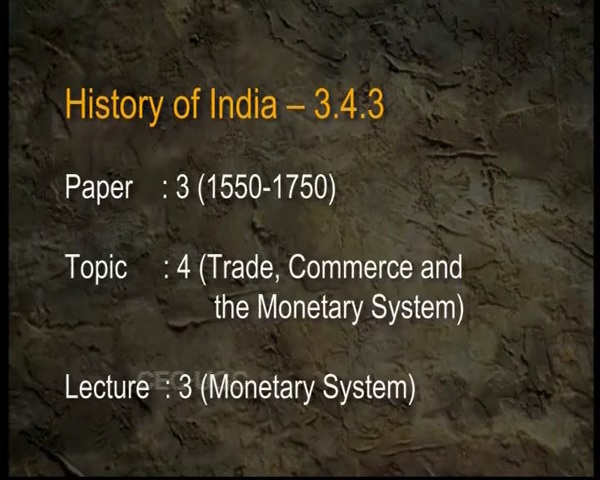 History of India – 3.4.3
Paper : 3 (1550-1750)
Topic : 4 (Trade, Commerce and
the Monetary System)
Lecture : 3 (Monetary System)